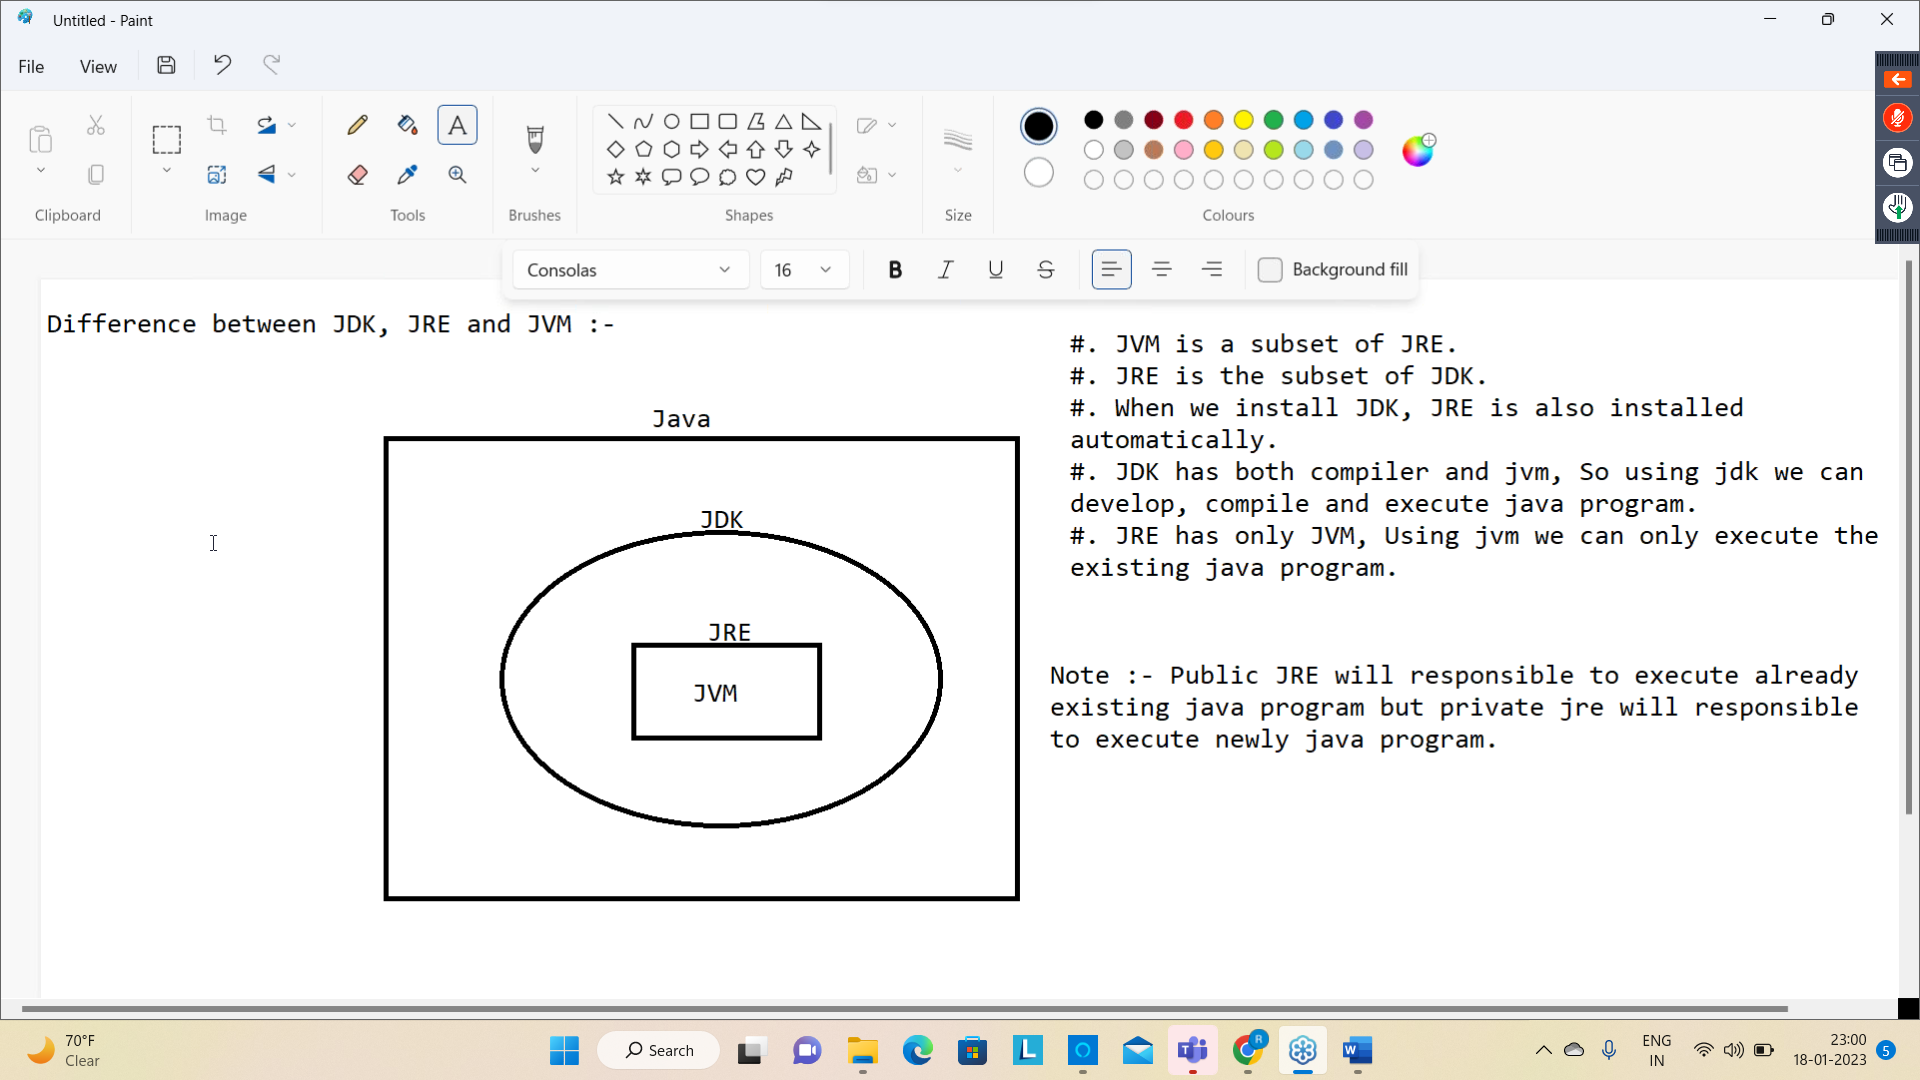 Untitled - Paint
File
View
Clipboard
Image
Tools
Brushes
Shapes
Size
Colours
Consolas
16
B
I
U
S
Background fill
Difference between JDK, JRE and JVM :-
Java
JDK
JRE
JVM
#. JVM is a subset of JRE.
#. JRE is the subset of JDK.
#. When we install JDK, JRE is also installed
automatically.
#. JDK has both compiler and jvm, So using jdk we can
develop, compile and execute java program.
#. JRE has only JVM, Using jvm we can only execute the
existing java program.
Note :- Public JRE will responsible to execute already
existing java program but private jre will responsible
to execute newly java program.
70°F
Clear
Search
ENG
IN
23:00
18-01-2023
5